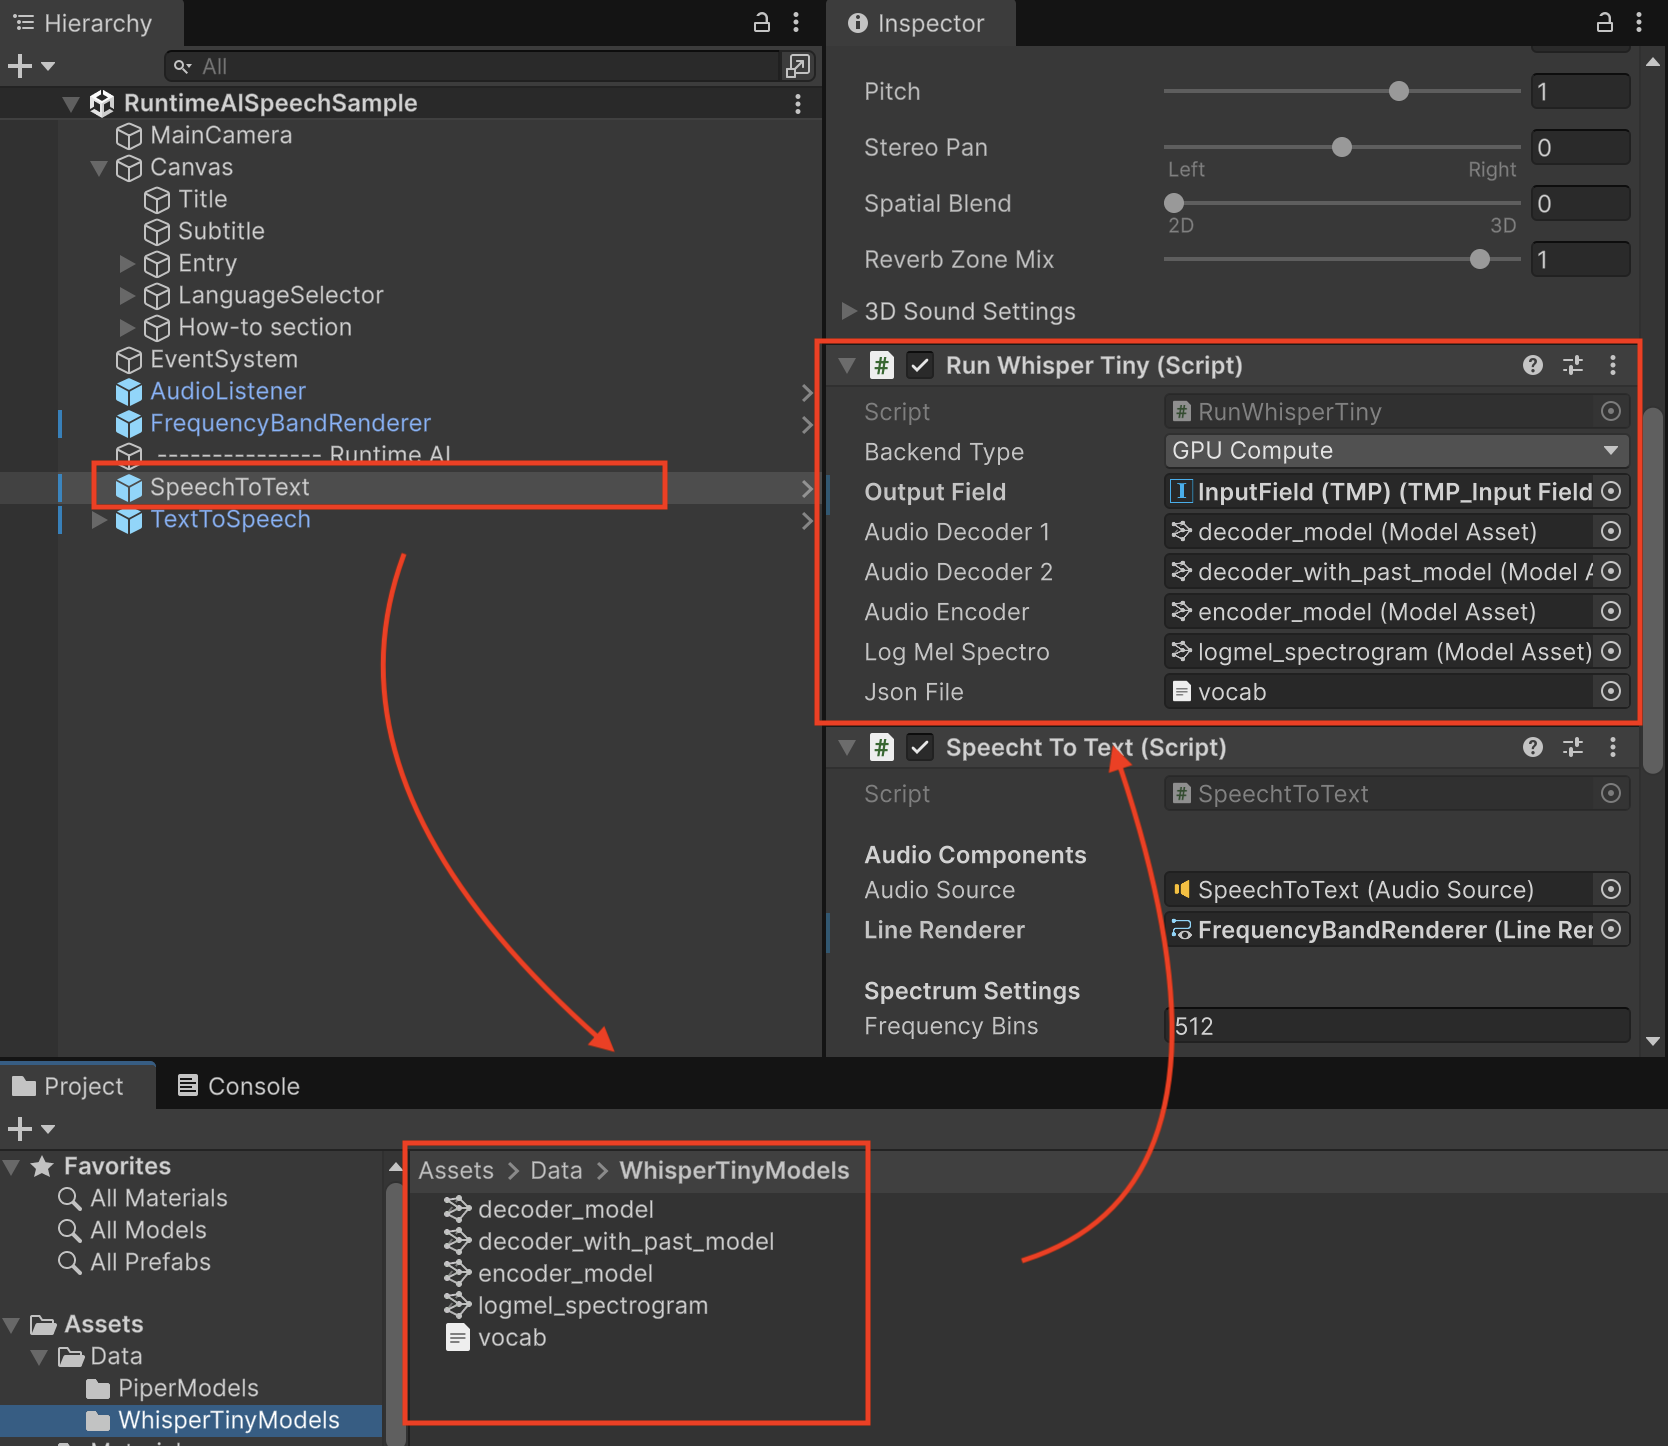 Hierarchy
All
RuntimeAISpeechSample
MainCamera
Canvas
Title
Subtitle
Entry
LanguageSelector
How-to section
EventSystem
AudioListener
FrequencyBandRenderer
--------------- Runtime AI
SpeechToText
TextToSpeech
Inspector
Pitch 1
Stereo Pan 0
Left Right
Spatial Blend 0
2D 3D
Reverb Zone Mix 1
3D Sound Settings
# Run Whisper Tiny (Script)
Script # RunWhisperTiny
Backend Type GPU Compute
Output Field InputField (TMP) (TMP_Input Field
Audio Decoder 1 decoder_model (Model Asset)
Audio Decoder 2 decoder_with_past_model (Model A
Audio Encoder encoder_model (Model Asset)
Log Mel Spectro logmel_spectrogram (Model Asset)
Json File vocab
# Speecht To Text (Script)
Script # SpeechtToText
Audio Components
Audio Source SpeechToText (Audio Source)
Line Renderer FrequencyBandRenderer (Line Rer
Spectrum Settings
Frequency Bins 512
Project Console
Favorites
All Materials
All Models
All Prefabs
Assets
Data
PiperModels
WhisperTinyModels
Assets > Data > WhisperTinyModels
decoder_model
decoder_with_past_model
encoder_model
logmel_spectrogram
vocab